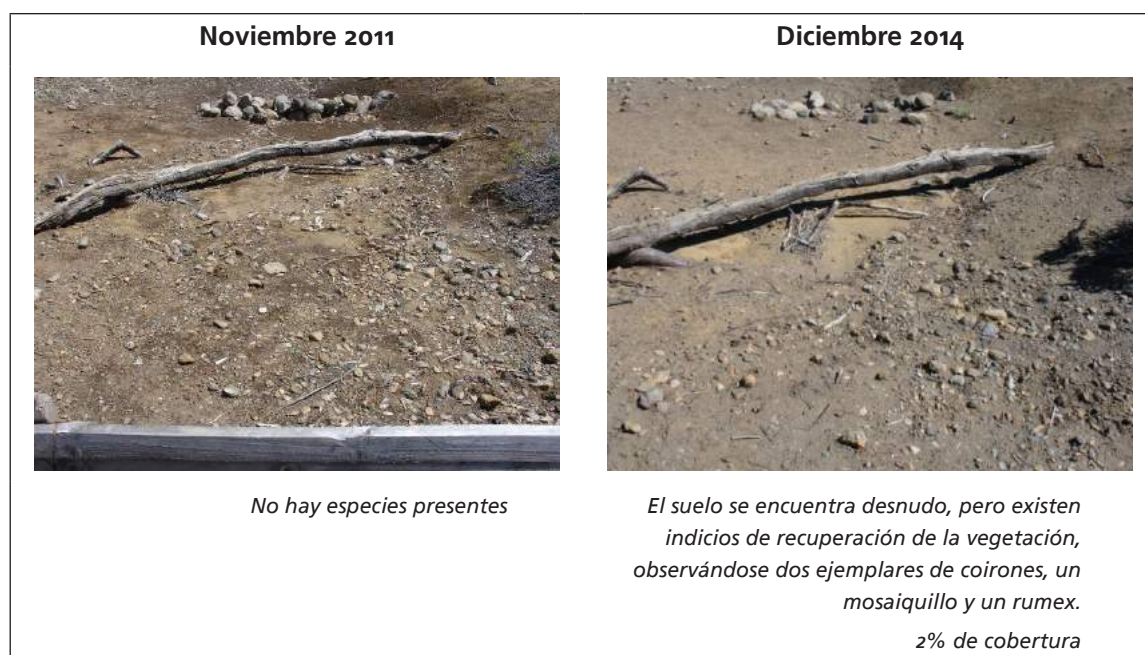 Noviembre 2011
Diciembre 2014
No hay especies presentes
El suelo se encuentra desnudo, pero existen
indicios de recuperación de la vegetación,
observándose dos ejemplares de coirones, un
mosaiquillo y un rumex.
2% de cobertura